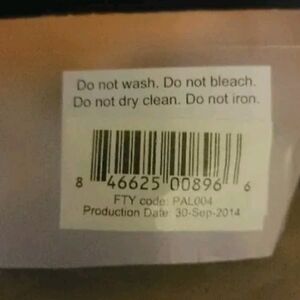 Do not wash. Do not bleach.
Do not dry clean. Do not iron.
8 46625 00896 6
FTY code: PAL004
Production Date: 30-Sep-2014